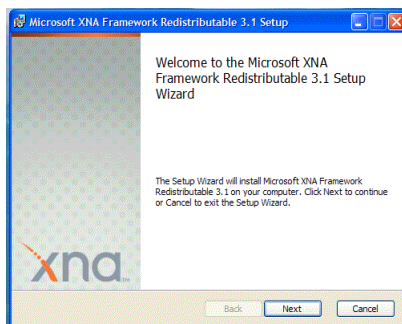 Microsoft XNA Framework Redistributable 3.1 Setup
Welcome to the Microsoft XNA
Framework Redistributable 3.1 Setup
Wizard
The Setup Wizard will install Microsoft XNA Framework
Redistributable 3.1 on your computer. Click Next to continue
or Cancel to exit the Setup Wizard.
xna
Back
Next
Cancel